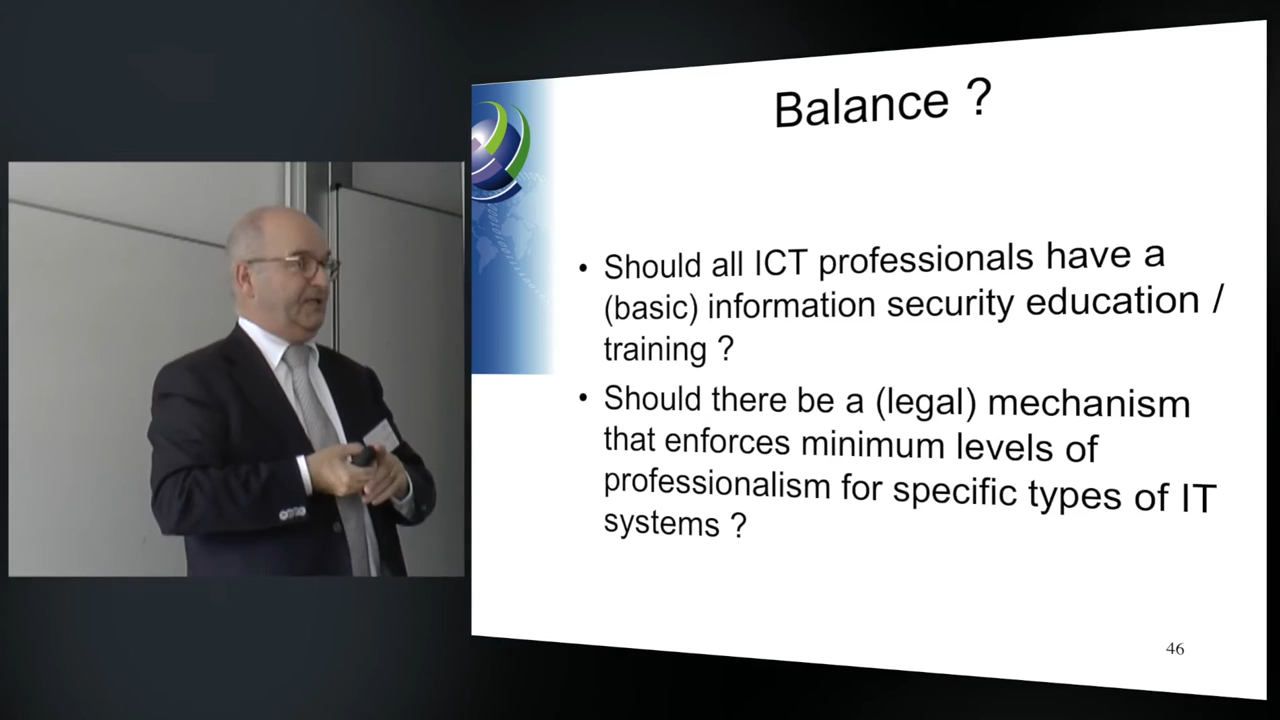 Balance ?
• Should all ICT professionals have a
(basic) information security education /
training ?
• Should there be a (legal) mechanism
that enforces minimum levels of
professionalism for specific types of IT
systems ?
46